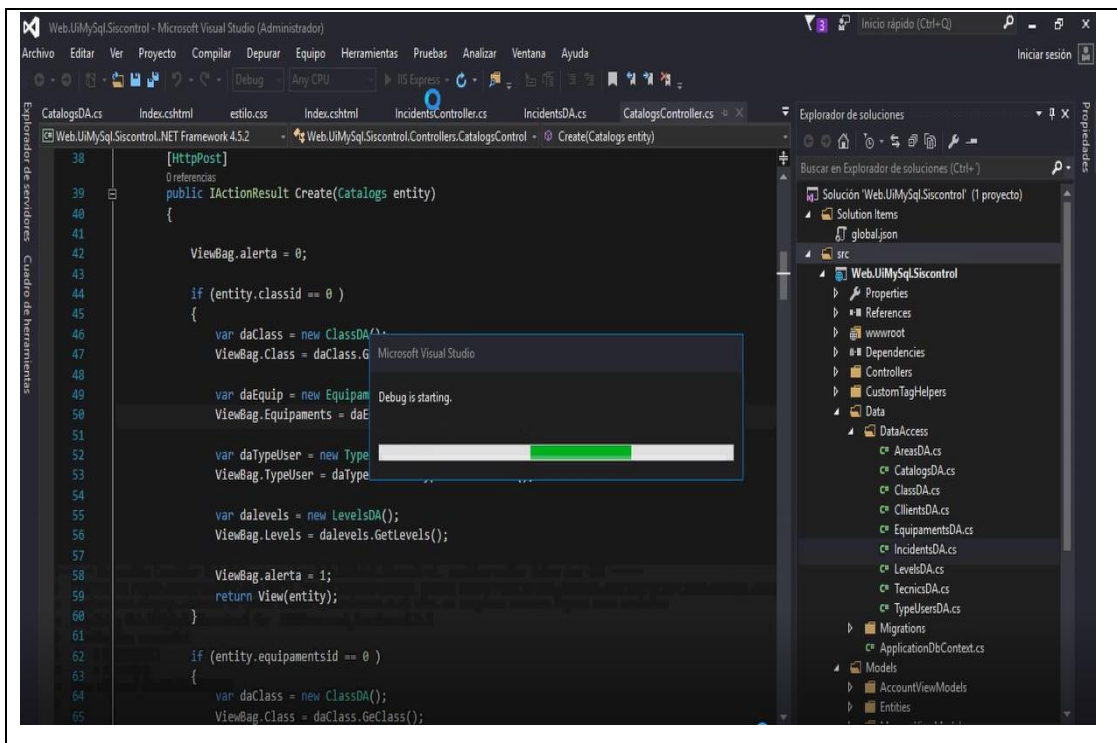 Web.UiMySql.Siscontrol - Microsoft Visual Studio (Administrador)
3
Inicio rápido (Ctrl+Q)
Archivo Editar Ver Proyecto Compilar Depurar Equipo Herramientas Pruebas Analizar Ventana Ayuda
Iniciar sesión
Debug Any CPU IIS Express
Explorador de servidores
Cuadro de herramientas
CatalogsDA.cs Index.cshtml estilo.css Index.cshtml IncidentsController.cs IncidentsDA.cs CatalogsController.cs
Web.UiMySql.Siscontrol..NET Framework 4.5.2 Web.UiMySql.Siscontrol.Controllers.CatalogsControl Create(Catalogs entity)
38 [HttpPost]
0 referencias
39 public IActionResult Create(Catalogs entity)
40 {
41
42 ViewBag.alerta = 0;
43
44 if (entity.classid == 0 )
45 {
46 var daClass = new ClassDA();
47 ViewBag.Class = daClass.G
48
49 var daEquip = new Equipam
50 ViewBag.Equipaments = daE
51
52 var daTypeUser = new Type
53 ViewBag.TypeUser = daType
54
55 var dalevels = new LevelsDA();
56 ViewBag.Levels = dalevels.GetLevels();
57
58 ViewBag.alerta = 1;
59 return View(entity);
60 }
61
62 if (entity.equipamentsid == 0 )
63 {
64 var daClass = new ClassDA();
65 ViewBag.Class = daClass.GeClass();
Microsoft Visual Studio
Debug is starting.
Explorador de soluciones
Buscar en Explorador de soluciones (Ctrl+')
Solución 'Web.UiMySql.Siscontrol' (1 proyecto)
Solution Items
global.json
src
Web.UiMySql.Siscontrol
Properties
References
wwwroot
Dependencies
Controllers
CustomTagHelpers
Data
DataAccess
AreasDA.cs
CatalogsDA.cs
ClassDA.cs
CllientsDA.cs
EquipamentsDA.cs
IncidentsDA.cs
LevelsDA.cs
TecnicsDA.cs
TypeUsersDA.cs
Migrations
ApplicationDbContext.cs
Models
AccountViewModels
Entities
Propiedades